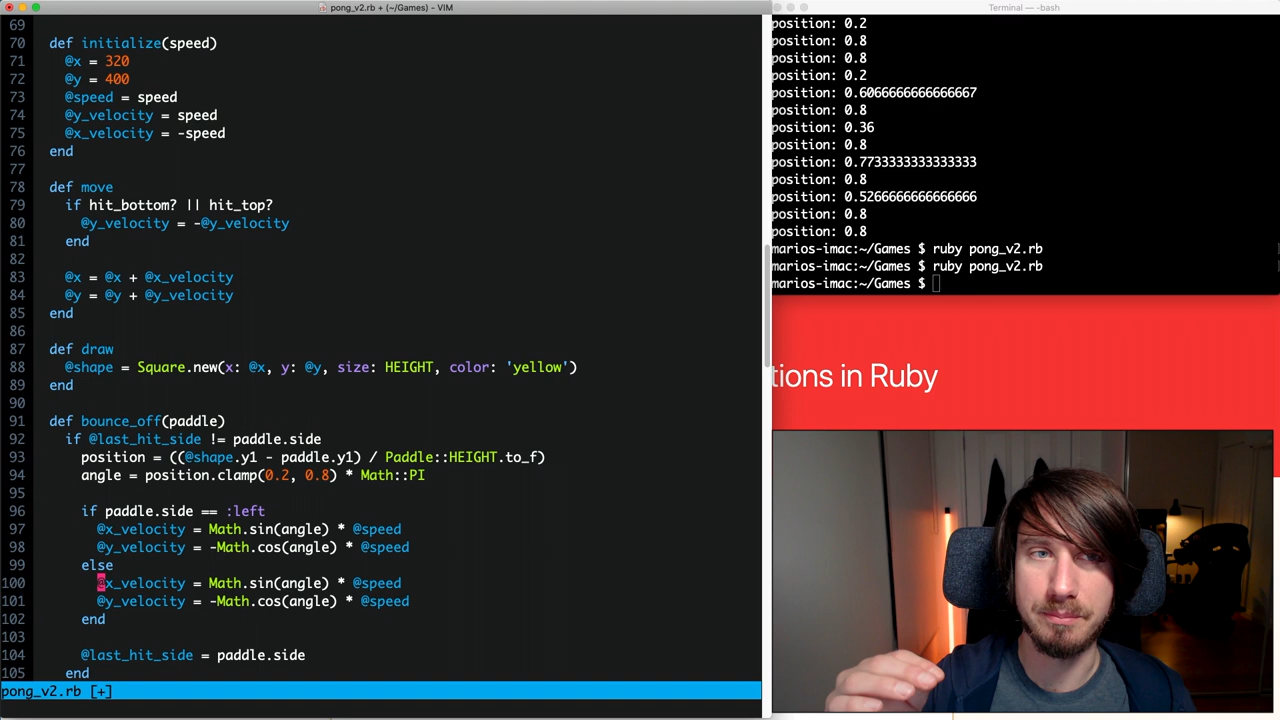 pong_v2.rb + (~/Games) - VIM
69
70 def initialize(speed)
71 @x = 320
72 @y = 400
73 @speed = speed
74 @y_velocity = speed
75 @x_velocity = -speed
76 end
77
78 def move
79 if hit_bottom? || hit_top?
80 @y_velocity = -@y_velocity
81 end
82
83 @x = @x + @x_velocity
84 @y = @y + @y_velocity
85 end
86
87 def draw
88 @shape = Square.new(x: @x, y: @y, size: HEIGHT, color: 'yellow')
89 end
90
91 def bounce_off(paddle)
92 if @last_hit_side != paddle.side
93 position = ((@shape.y1 - paddle.y1) / Paddle::HEIGHT.to_f)
94 angle = position.clamp(0.2, 0.8) * Math::PI
95
96 if paddle.side == :left
97 @x_velocity = Math.sin(angle) * @speed
98 @y_velocity = -Math.cos(angle) * @speed
99 else
100 @x_velocity = Math.sin(angle) * @speed
101 @y_velocity = -Math.cos(angle) * @speed
102 end
103
104 @last_hit_side = paddle.side
105 end
pong_v2.rb [+]
Terminal — -bash
position: 0.2
position: 0.8
position: 0.8
position: 0.2
position: 0.6066666666666667
position: 0.8
position: 0.36
position: 0.8
position: 0.7733333333333333
position: 0.8
position: 0.5266666666666666
position: 0.8
position: 0.8
marios-imac:~/Games $ ruby pong_v2.rb
marios-imac:~/Games $ ruby pong_v2.rb
marios-imac:~/Games $
tions in Ruby